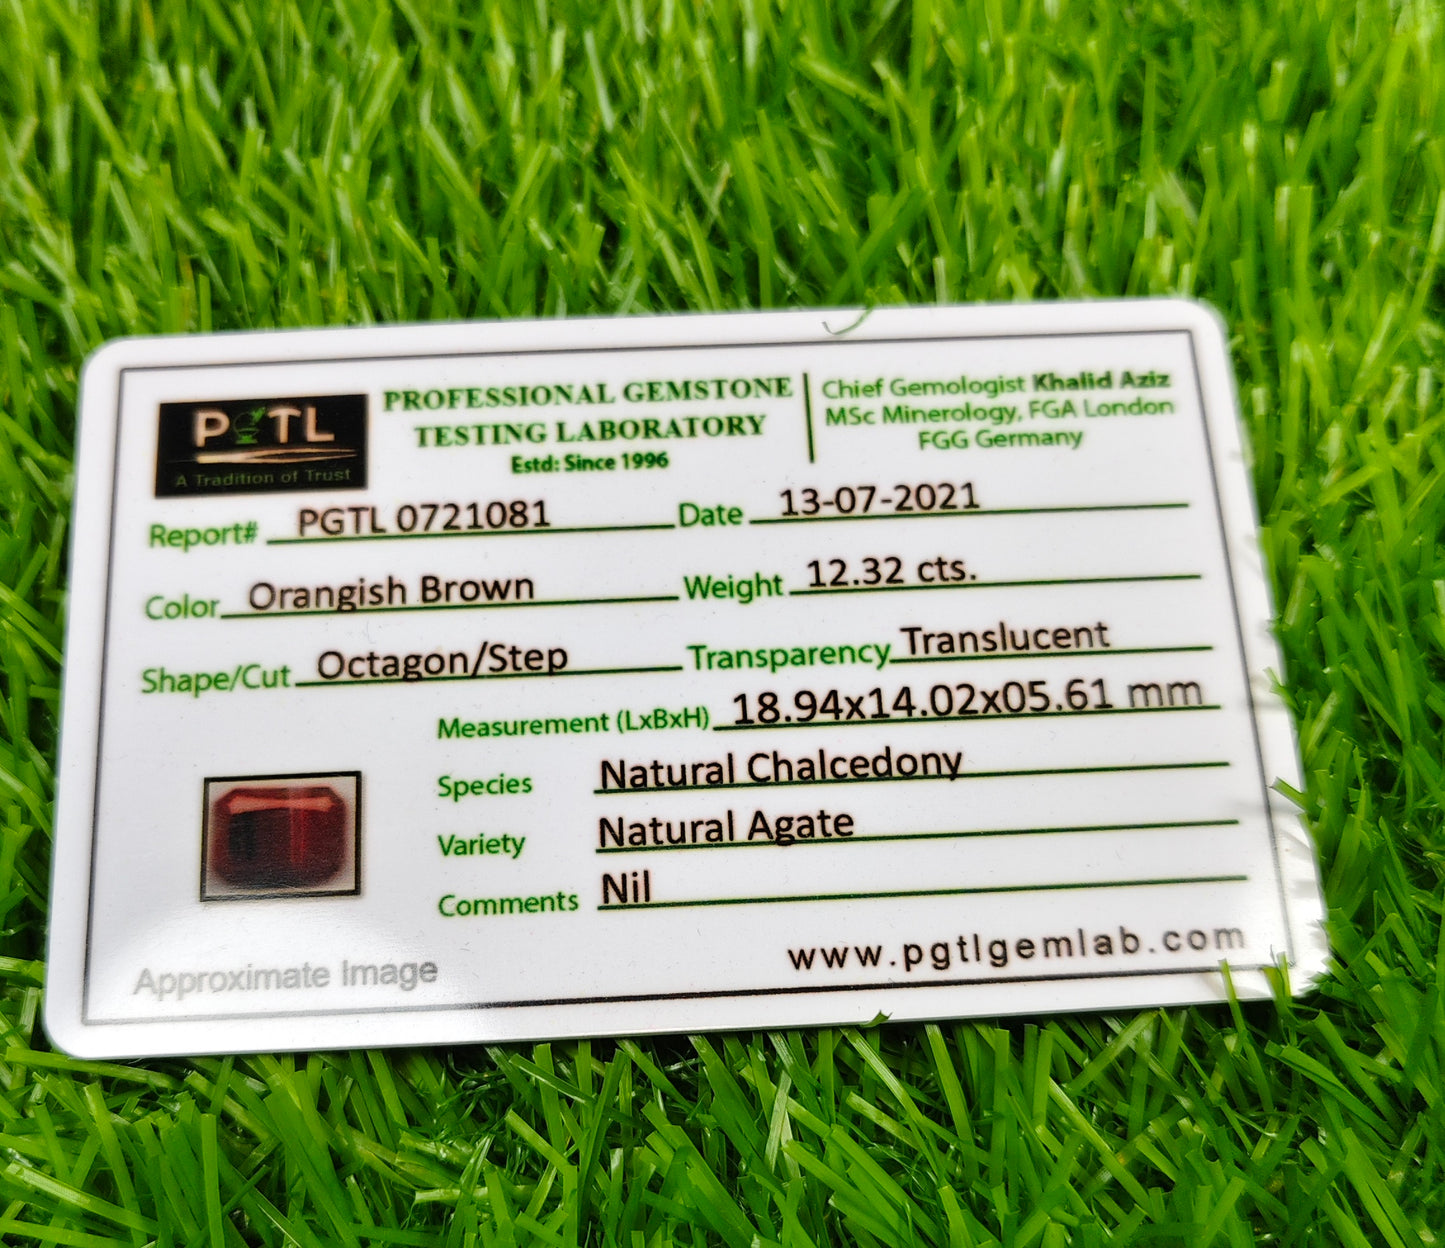 PGTL
A Tradition of Trust
PROFESSIONAL GEMSTONE
TESTING LABORATORY
Estd: Since 1996
Chief Gemologist Khalid Aziz
MSc Minerology, FGA London
FGG Germany
Report# PGTL 0721081 Date 13-07-2021
Color Orangish Brown Weight 12.32 cts.
Shape/Cut Octagon/Step Transparency Translucent
Measurement (LxBxH) 18.94x14.02x05.61 mm
Species Natural Chalcedony
Variety Natural Agate
Comments Nil
Approximate Image
www.pgtlgemlab.com